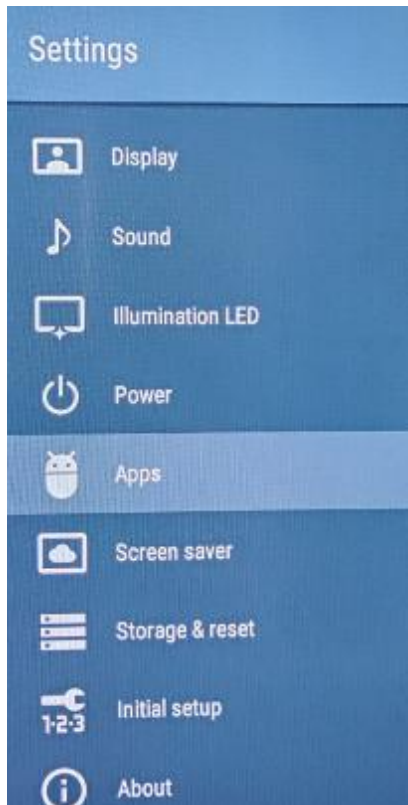 Settings
Display
Sound
Illumination LED
Power
Apps
Screen saver
Storage & reset
1-2-3
Initial setup
About